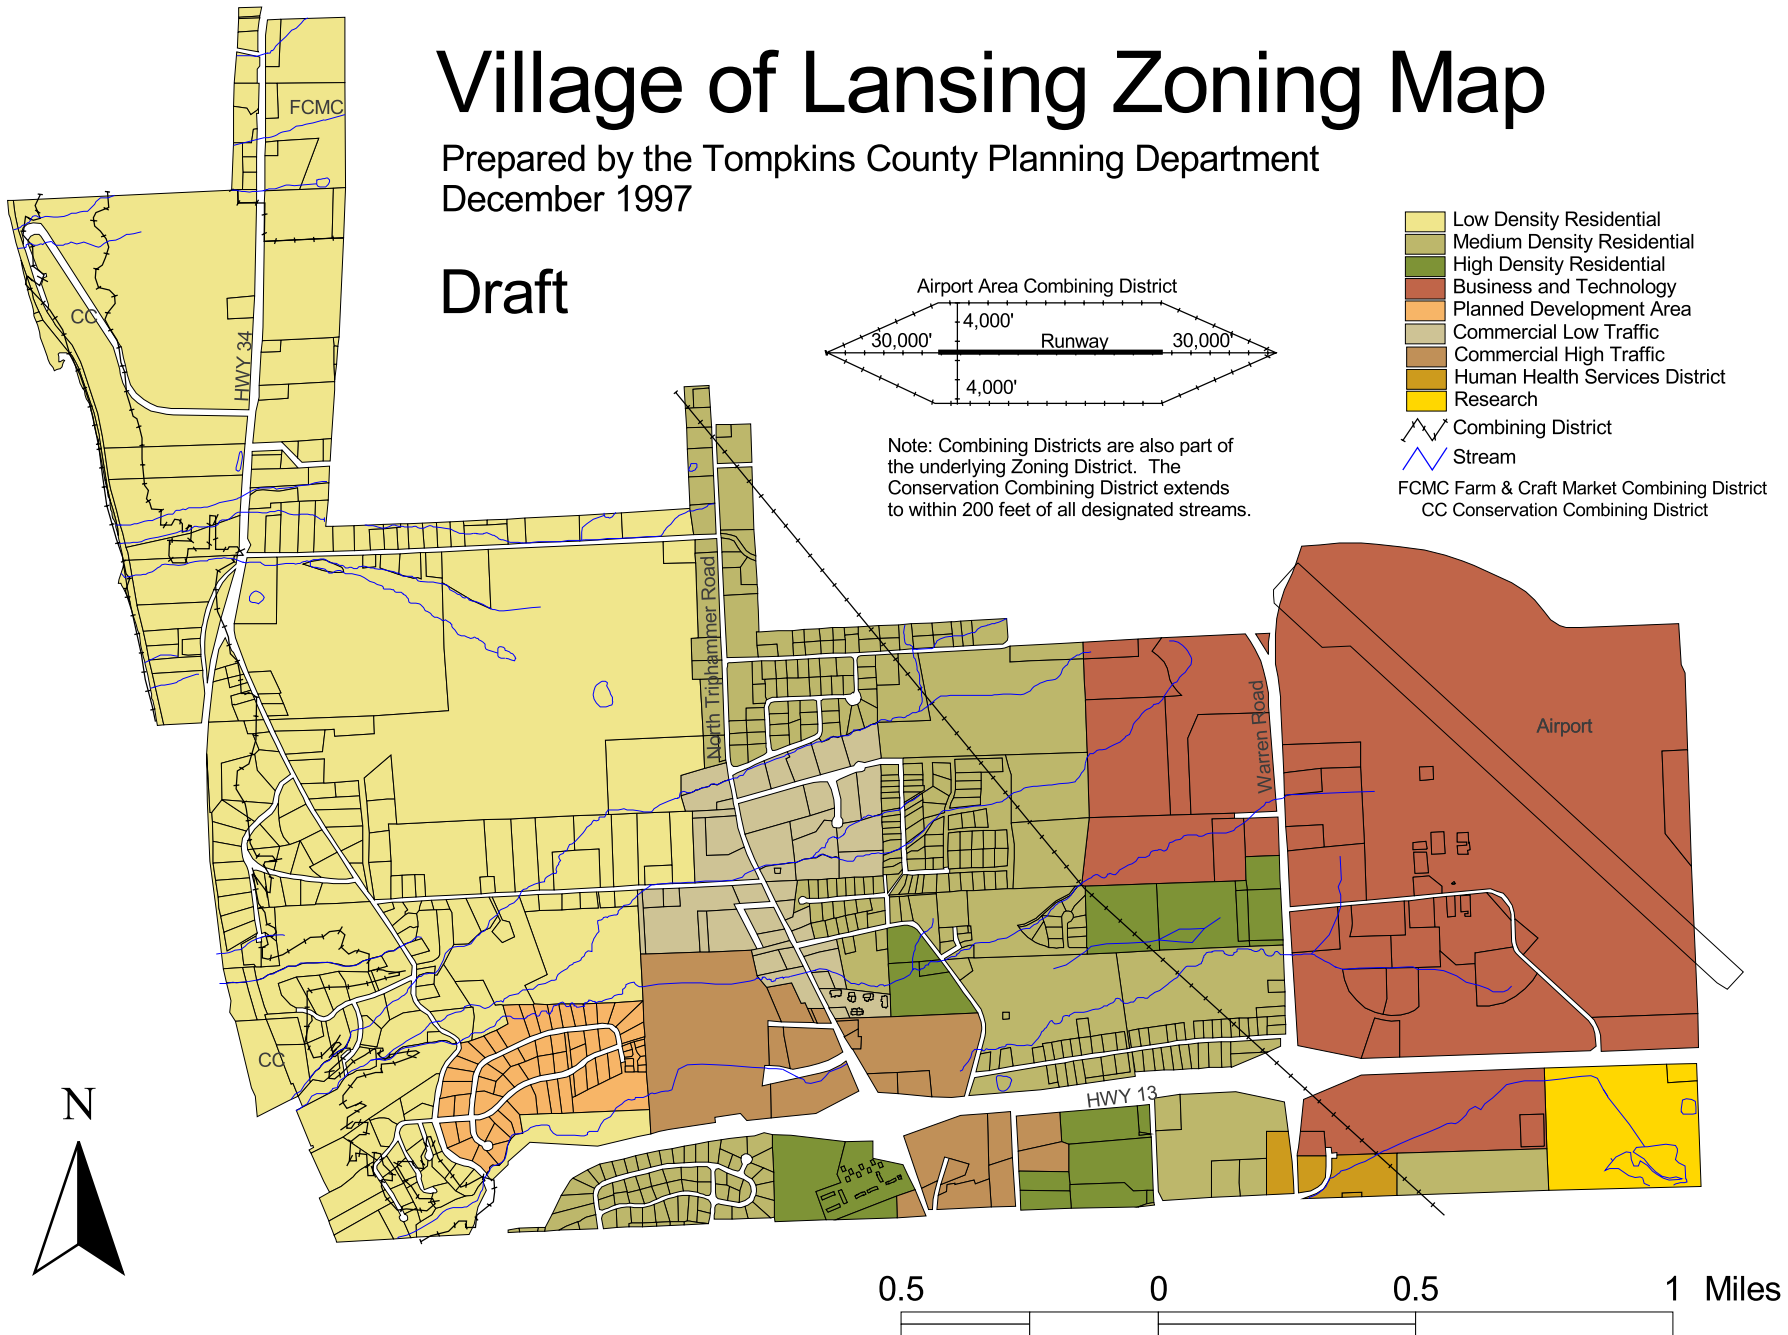 Village of Lansing Zoning Map
Prepared by the Tompkins County Planning Department
December 1997
Draft
FCMC
CC
HWY 34
Airport Area Combining District
4,000'
30,000'
Runway
30,000'
4,000'
Note: Combining Districts are also part of
the underlying Zoning District. The
Conservation Combining District extends
to within 200 feet of all designated streams.
Low Density Residential
Medium Density Residential
High Density Residential
Business and Technology
Planned Development Area
Commercial Low Traffic
Commercial High Traffic
Human Health Services District
Research
Combining District
Stream
FCMC Farm & Craft Market Combining District
CC Conservation Combining District
North Triphammer Road
Warren Road
Airport
CC
HWY 13
N
0.5
0
0.5
1 Miles